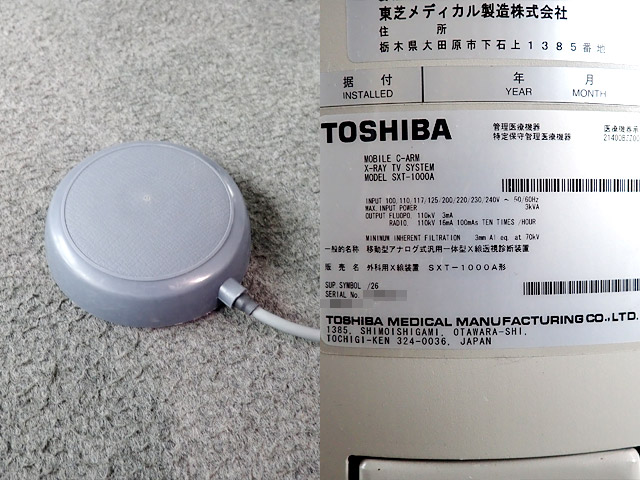 東芝メディカル製造株式会社
住 所
栃木県大田原市下石上1385番地
据 付
INSTALLED
年
YEAR
月
MONTH
TOSHIBA
管理医療機器
特定保守管理医療機器
MOBILE C-ARM
X-RAY TV SYSTEM
MODEL SXT-1000A
INPUT 100,110,117/125/200/220/230/240V ~ 50/60Hz
MAX.INPUT POWER 3kVA
OUTPUT FLUORO. 110kV 3mA
RADIO. 110kV 16mA 100mAs TEN TIMES /HOUR
MINIMUM INHERENT FILTRATION 3mm Al eq. at 70kV
一般的名称 移動型アナログ式汎用一体型X線透視診断装置
販 売 名 外科用X線装置 SXT-1000A形
SUP.SYMBOL /26
SERIAL No.
TOSHIBA MEDICAL MANUFACTURING CO.,LTD.
1385, SHIMOISHIGAMI, OTAWARA-SHI,
TOCHIGI-KEN 324-0036, JAPAN